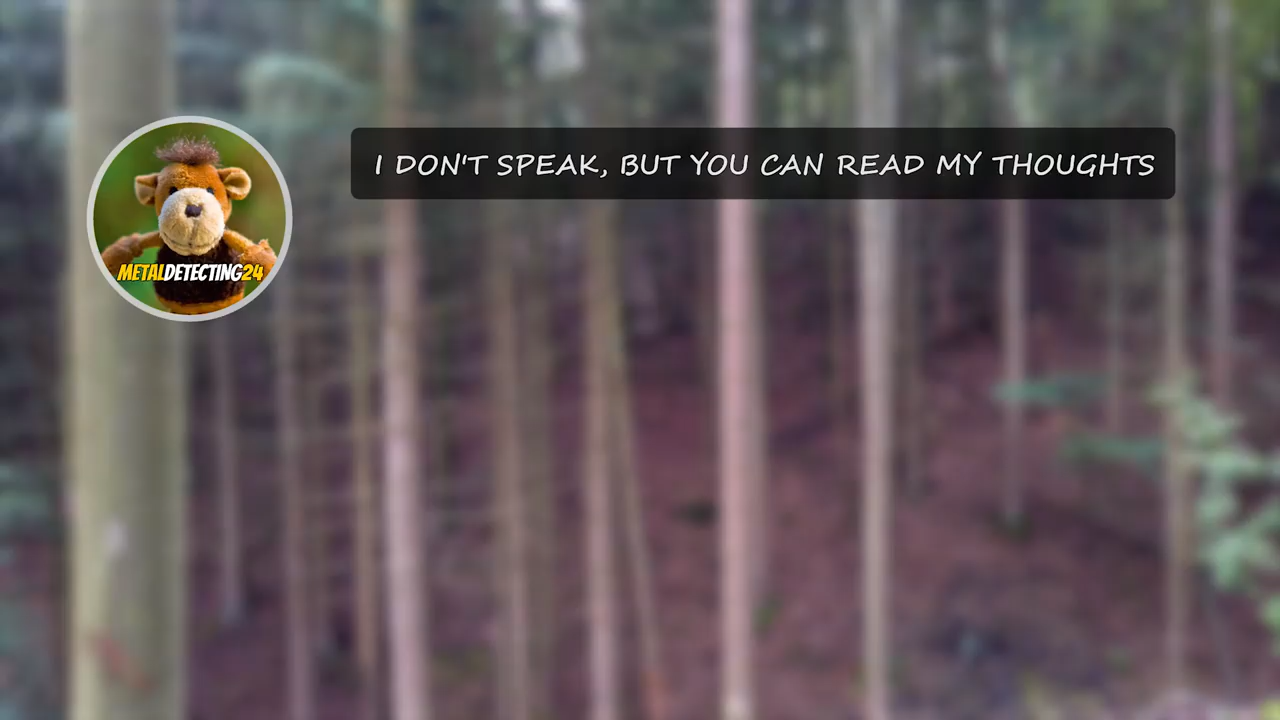 METALDETECTING24
I DON'T SPEAK, BUT YOU CAN READ MY THOUGHTS